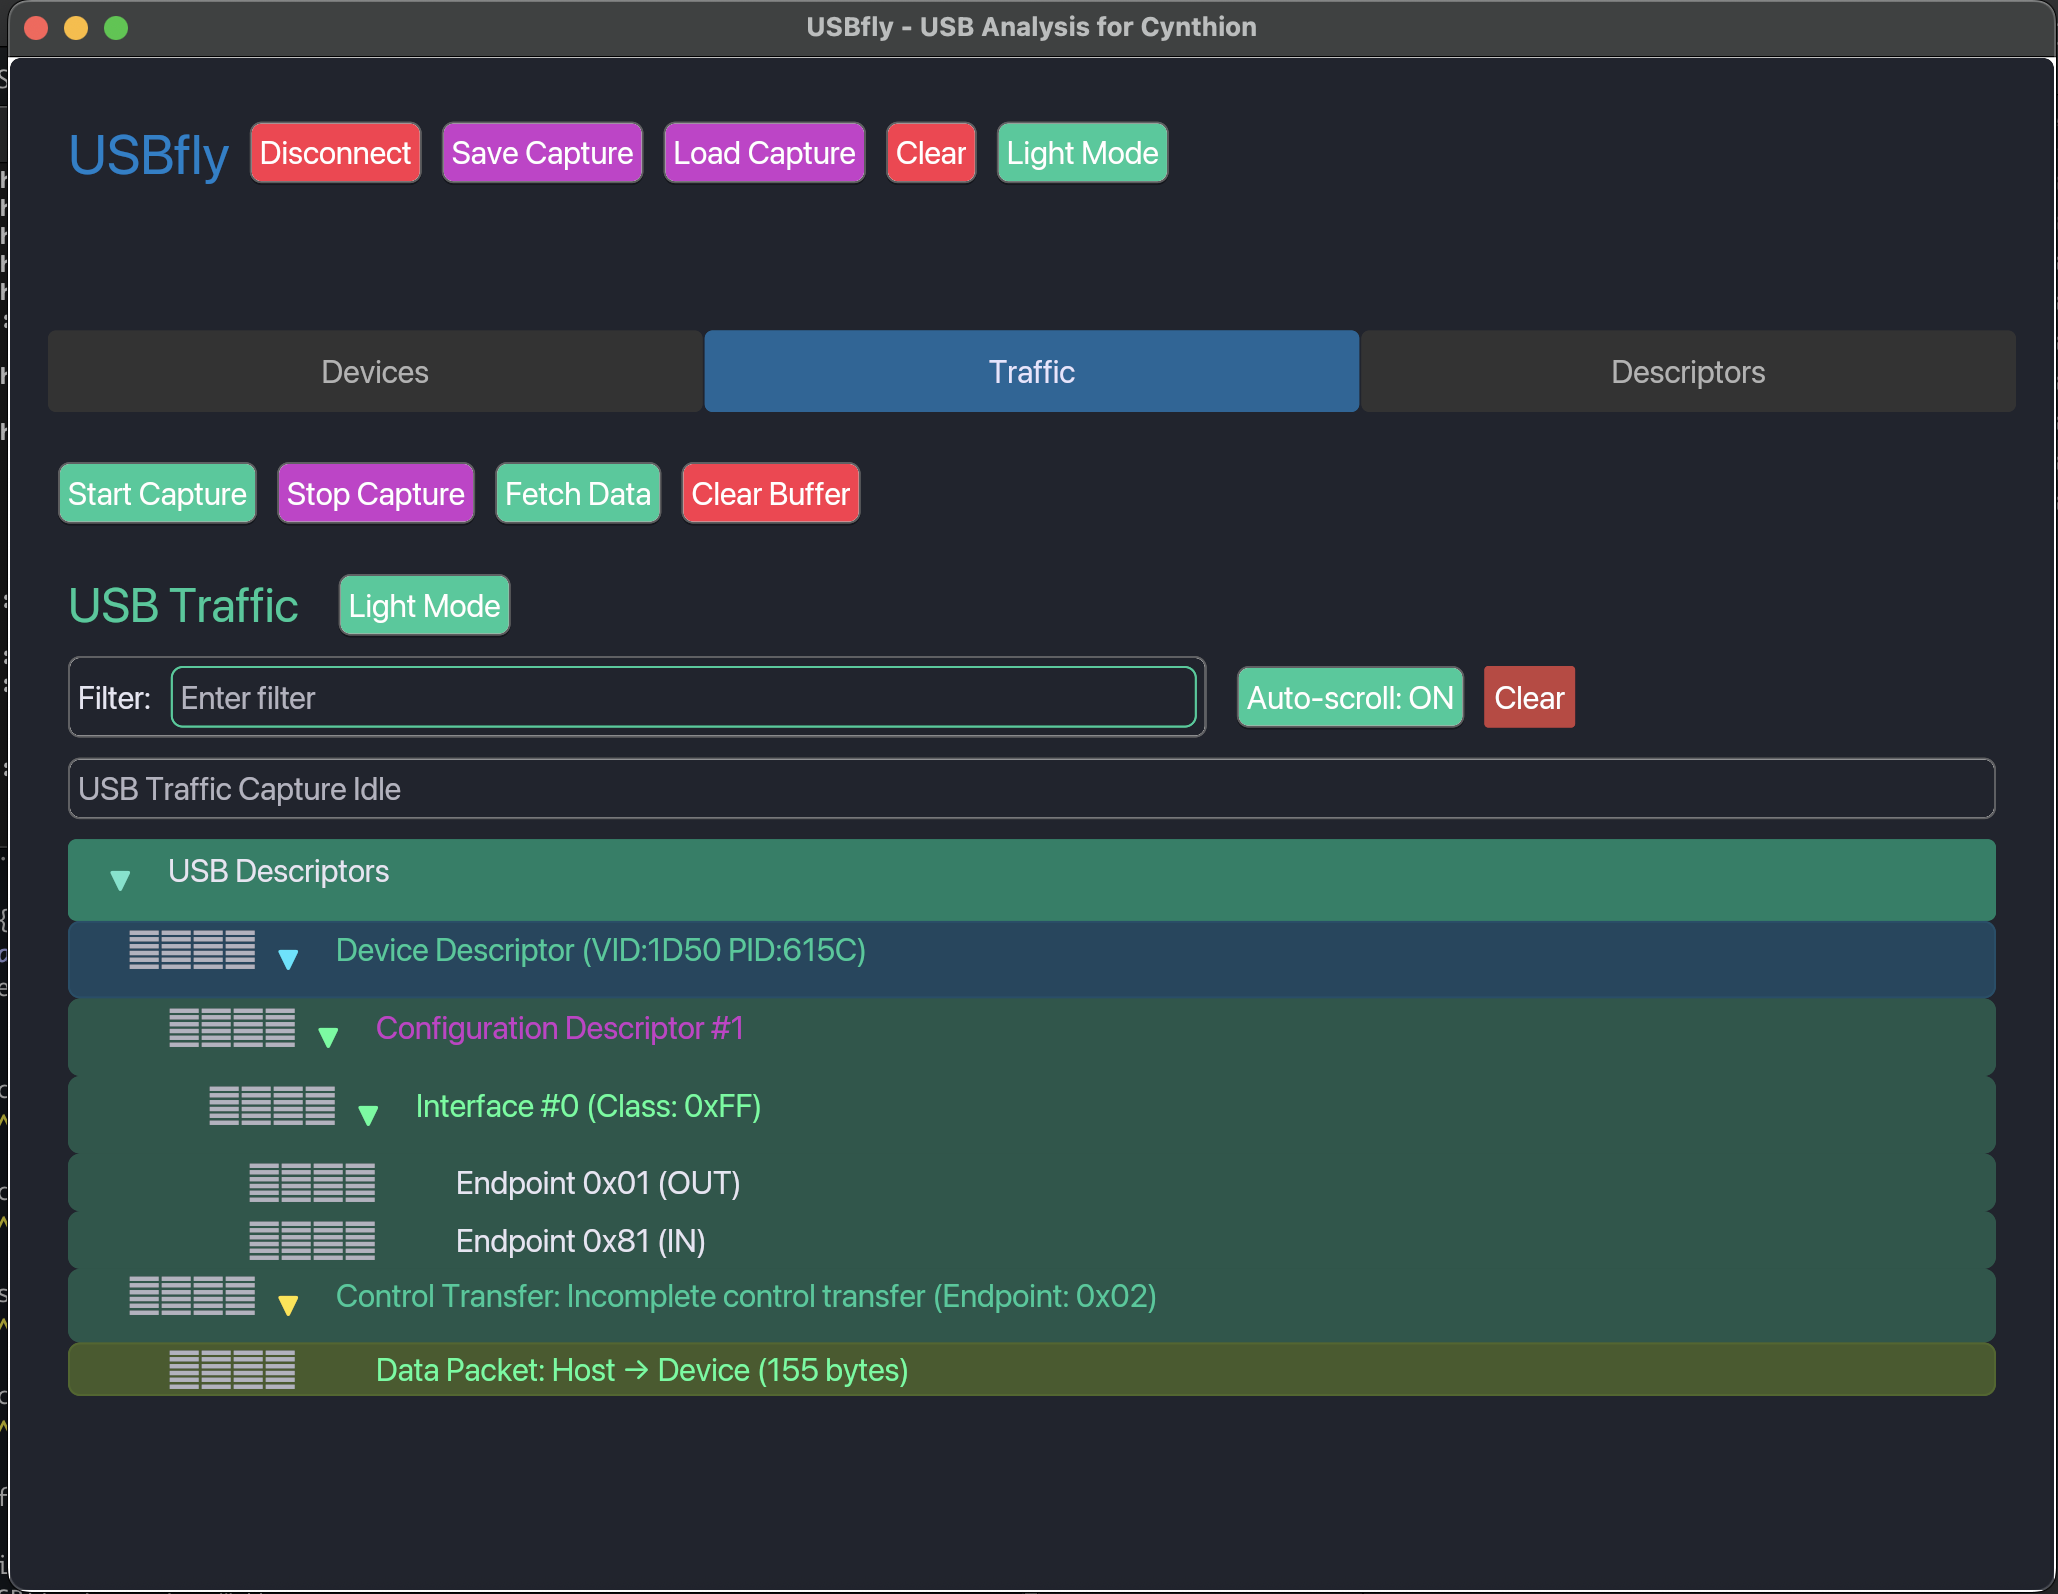 USBfly - USB Analysis for Cynthion
USBfly Disconnect Save Capture Load Capture Clear Light Mode
Devices Traffic Descriptors
Start Capture Stop Capture Fetch Data Clear Buffer
USB Traffic Light Mode
Filter: Enter filter Auto-scroll: ON Clear
USB Traffic Capture Idle
▼ USB Descriptors
▼ Device Descriptor (VID:1D50 PID:615C)
▼ Configuration Descriptor #1
▼ Interface #0 (Class: 0xFF)
Endpoint 0x01 (OUT)
Endpoint 0x81 (IN)
▼ Control Transfer: Incomplete control transfer (Endpoint: 0x02)
Data Packet: Host → Device (155 bytes)